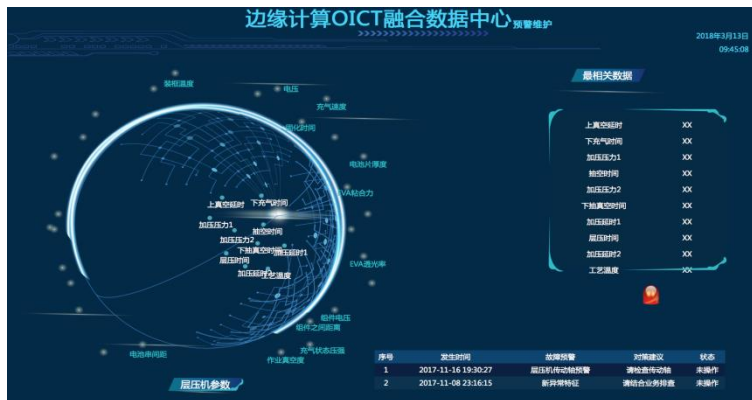 边缘计算OICT融合数据中心 预警维护
2018年3月13日
09:45:08
装框温度
电压
充气速度
固化时间
电池片厚度
EVA粘合力
上真空延时
下充气时间
加压压力1
抽空时间
加压压力2
下抽真空时间
加压延时1
层压时间
加压延时2
工艺温度
EVA透光率
组件电压
组件之间距离
充气状态压强
作业真空度
电池串间距
层压机参数
最相关数据
上真空延时 XX
下充气时间 XX
加压压力1 XX
抽空时间 XX
加压压力2 XX
下抽真空时间 XX
加压延时1 XX
层压时间 XX
加压延时2 XX
工艺温度 XX
序号 发生时间 故障预警 对策建议 状态
1 2017-11-16 19:30:27 层压机传动轴预警 请检查传动轴 未操作
2 2017-11-08 23:16:15 新异常特征 请结合业务排查 未操作